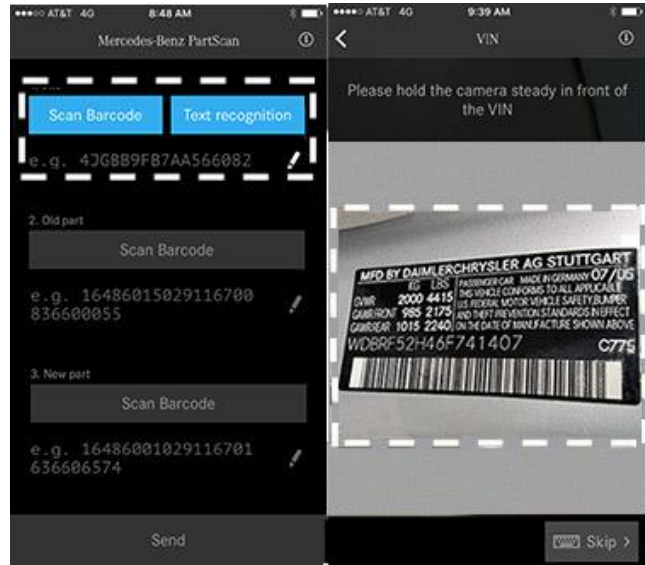 AT&T 4G 8:48 AM
Mercedes-Benz PartScan
Scan Barcode
Text recognition
e.g. 4JGBB9FB7AA566082
2. Old part
Scan Barcode
e.g. 16486015029116700
836600055
3. New part
Scan Barcode
e.g. 16486001029116701
636606574
Send
AT&T 4G 9:39 AM
VIN
Please hold the camera steady in front of
the VIN
MFD BY DAIMLERCHRYSLER AG STUTTGART
KG LBS PASSENGER CAR MADE IN GERMANY 07/05
GVWR 2000 4415 THIS VEHICLE CONFORMS TO ALL APPLICABLE
GAWR FRONT 985 2175 U.S. FEDERAL MOTOR VEHICLE SAFETY, BUMPER
GAWR REAR 1015 2240 AND THEFT PREVENTION STANDARDS IN EFFECT
ON THE DATE OF MANUFACTURE SHOWN ABOVE
WDBRF52H46F741407 C775
Skip >